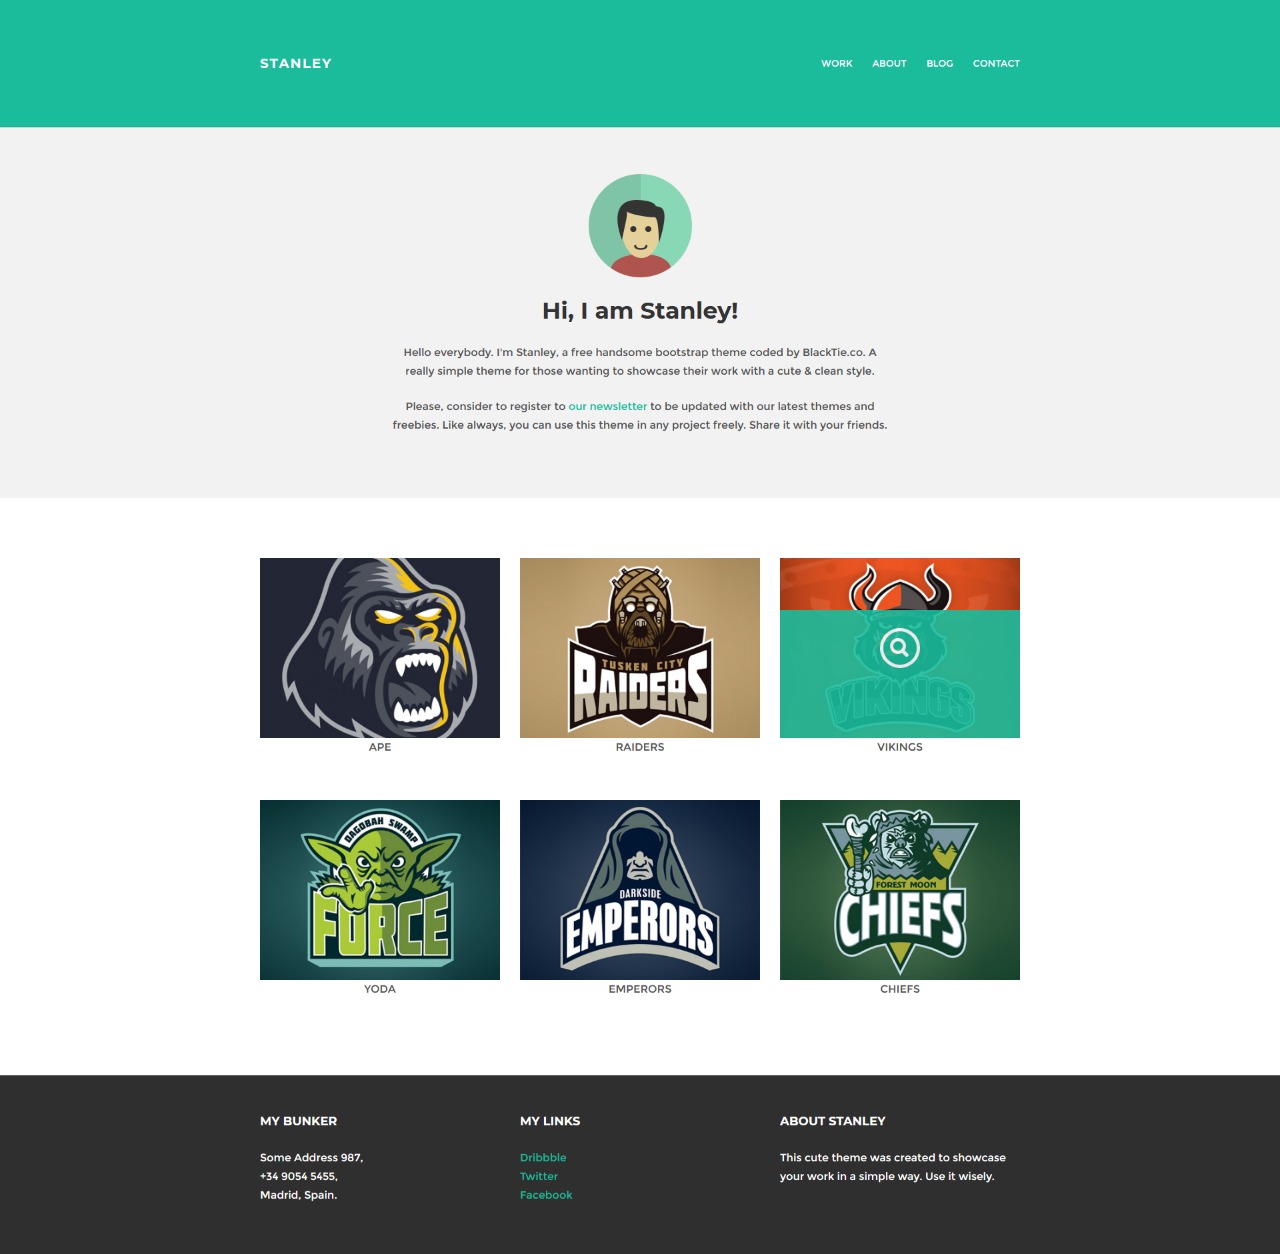 STANLEY
WORK ABOUT BLOG CONTACT
Hi, I am Stanley!
Hello everybody. I'm Stanley, a free handsome bootstrap theme coded by BlackTie.co. A
really simple theme for those wanting to showcase their work with a cute & clean style.
Please, consider to register to our newsletter to be updated with our latest themes and
freebies. Like always, you can use this theme in any project freely. Share it with your friends.
TUSKEN CITY
RAIDERS
VIKINGS
APE
RAIDERS
VIKINGS
DAGOBAH SWAMP
FORCE
DARKSIDE
EMPERORS
FOREST MOON
CHIEFS
YODA
EMPERORS
CHIEFS
MY BUNKER
Some Address 987,
+34 9054 5455,
Madrid, Spain.
MY LINKS
Dribbble
Twitter
Facebook
ABOUT STANLEY
This cute theme was created to showcase
your work in a simple way. Use it wisely.